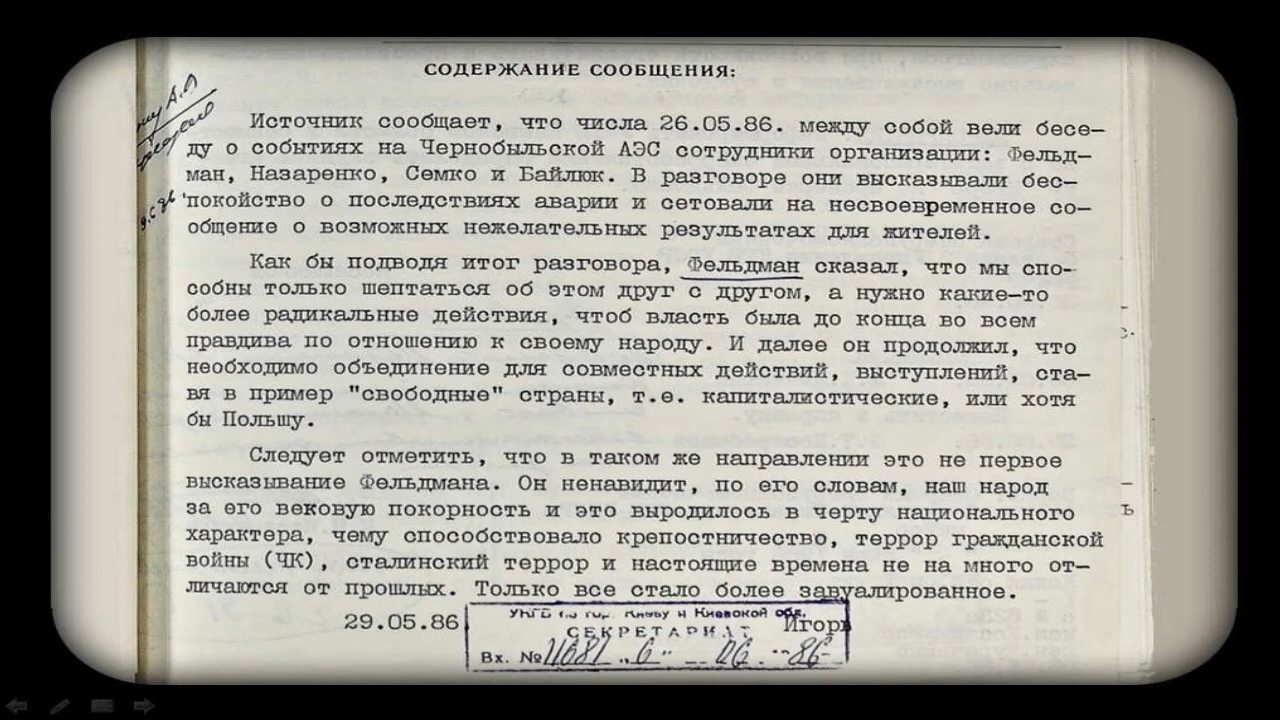 СОДЕРЖАНИЕ СООБЩЕНИЯ:
Источник сообщает, что числа 26.05.86. между собой вели бесе-
ду о событиях на Чернобыльской АЭС сотрудники организации: Фельд-
ман, Назаренко, Семко и Байлюк. В разговоре они высказывали бес-
покойство о последствиях аварии и сетовали на несвоевременное со-
общение о возможных нежелательных результатах для жителей.
Как бы подводя итог разговора, Фельдман сказал, что мы спо-
собны только шептаться об этом друг с другом, а нужно какие-то
более радикальные действия, чтоб власть была до конца во всем
правдива по отношению к своему народу. И далее он продолжил, что
необходимо объединение для совместных действий, выступлений, ста-
вя в пример "свободные" страны, т.е. капиталистические, или хотя
бы Польшу.
Следует отметить, что в таком же направлении это не первое
высказывание Фельдмана. Он ненавидит, по его словам, наш народ
за его вековую покорность и это выродилось в черту национального
характера, чему способствовало крепостничество, террор гражданской
войны (ЧК), сталинский террор и настоящие времена не на много от-
личаются от прошлых. Только все стало более завуалированное.
29.05.86 Игорь
УКГБ по гор. Киеву и Киевской обл.
СЕКРЕТАРИАТ
Вх. № 11681 „6" 06 86